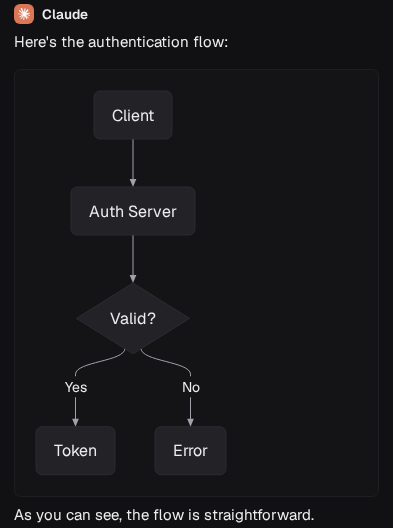 Claude
Here's the authentication flow:
Client
Auth Server
Valid?
Yes
No
Token
Error
As you can see, the flow is straightforward.